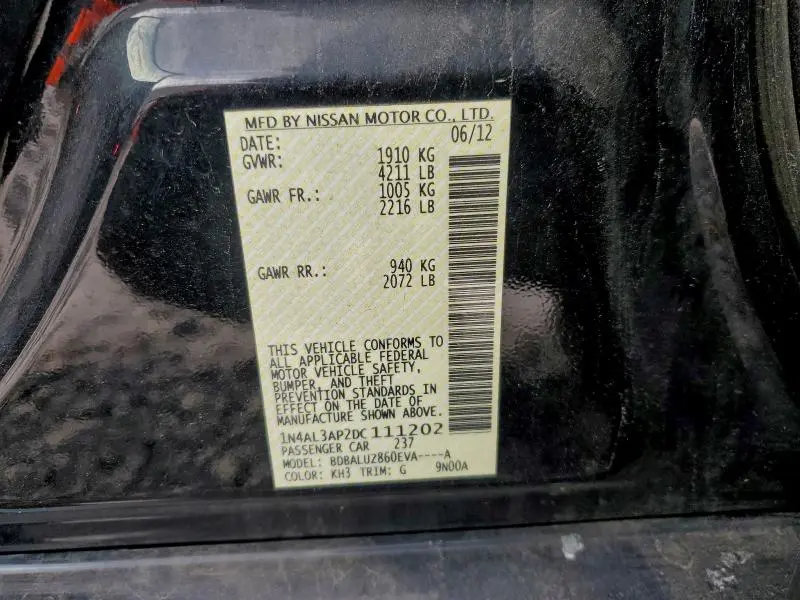 MFD BY NISSAN MOTOR CO., LTD.
DATE: 06/12
GVWR: 1910 KG
4211 LB
GAWR FR.: 1005 KG
2216 LB
GAWR RR.: 940 KG
2072 LB
THIS VEHICLE CONFORMS TO
ALL APPLICABLE FEDERAL
MOTOR VEHICLE SAFETY,
BUMPER, AND THEFT
PREVENTION STANDARDS IN
EFFECT ON THE DATE OF
MANUFACTURE SHOWN ABOVE.
1N4AL3AP2DC111202
PASSENGER CAR 237
MODEL: BDBALU2860EVA----A
COLOR: KH3 TRIM: G 9N00A